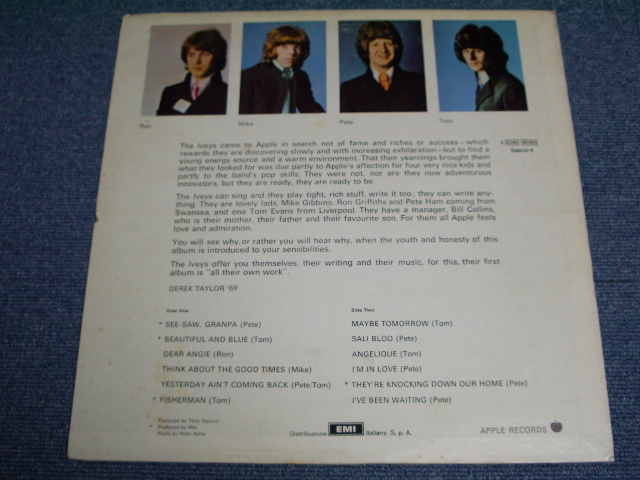 Ron
Mike
Pete
Tom
The Iveys came to Apple in search not of fame and riches or success—which
rewards they are discovering slowly and with increasing exhilaration—but to find a
young energy source and a warm environment. That their yearnings brought them
what they looked for was due partly to Apple's affection for four very nice kids and
partly to the band's pop skills. They were not, nor are they now adventurous
innovators, but they are ready, they are ready to be.
The Iveys can sing and they play tight, rich stuff, write it too; they can write any-
thing. They are lovely lads, Mike Gibbins, Ron Griffiths and Pete Ham coming from
Swansea, and one Tom Evans from Liverpool. They have a manager, Bill Collins,
who is their mother, their father and their favourite son. For them all Apple feels
love and admiration.
You will see why, or rather you will hear why, when the youth and honesty of this
album is introduced to your sensibilities.
The Iveys offer you themselves, their writing and their music, for this, their first
album is "all their own work".
DEREK TAYLOR '69
Side One
* SEE-SAW, GRANPA (Pete)
* BEAUTIFUL AND BLUE (Tom)
DEAR ANGIE (Ron)
THINK ABOUT THE GOOD TIMES (Mike)
YESTERDAY AIN'T COMING BACK (Pete/Tom)
* FISHERMAN (Tom)
Side Two
MAYBE TOMORROW (Tom)
SALI BLOO (Pete)
ANGELIQUE (Tom)
I'M IN LOVE (Pete)
* THEY'RE KNOCKING DOWN OUR HOME (Pete)
I'VE BEEN WAITING (Pete)
Produced by Tony Visconti
* Produced by Mal
Photo by Peter Asher
Distributore EMI Italiana S. p. A.
APPLE RECORDS